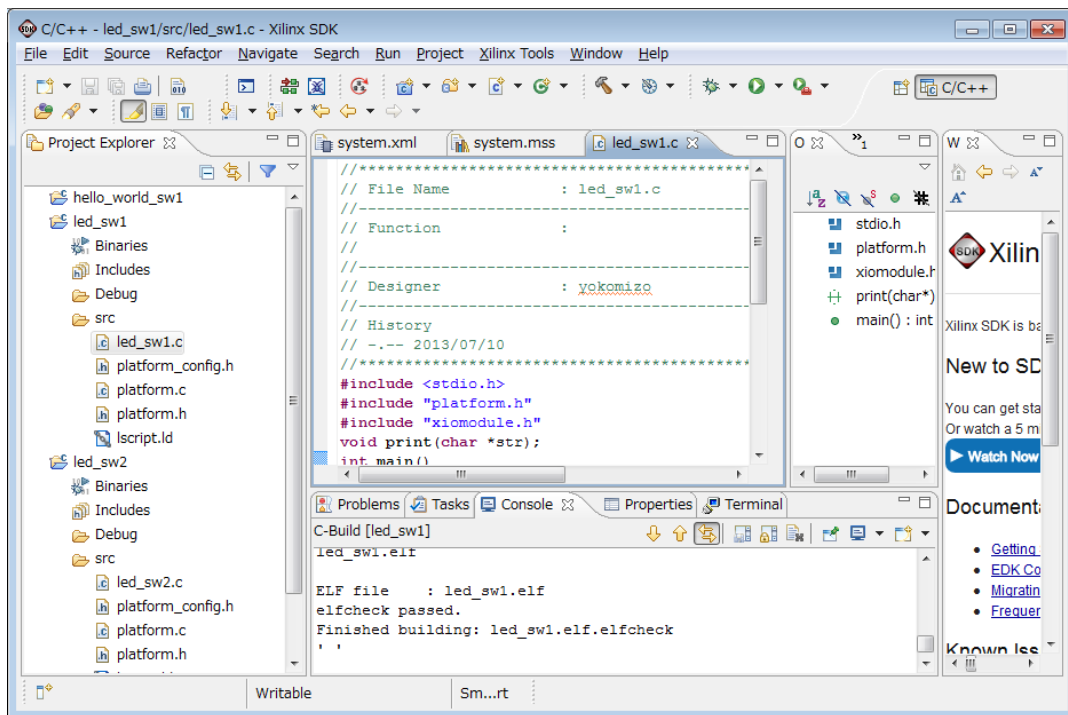 C/C++ - led_sw1/src/led_sw1.c - Xilinx SDK
File Edit Source Refactor Navigate Search Run Project Xilinx Tools Window Help
C/C++
Project Explorer
hello_world_sw1
led_sw1
Binaries
Includes
Debug
src
led_sw1.c
platform_config.h
platform.c
platform.h
lscript.ld
led_sw2
Binaries
Includes
Debug
src
led_sw2.c
platform_config.h
platform.c
platform.h
system.xml system.mss led_sw1.c
//*******************************************
// File Name : led_sw1.c
//-------------------------------------------
// Function :
//
//-------------------------------------------
// Designer : yokomizo
//-------------------------------------------
// History
// -.-- 2013/07/10
//*******************************************
#include <stdio.h>
#include "platform.h"
#include "xiomodule.h"
void print(char *str);
int main()
O 1
stdio.h
platform.h
xiomodule.h
print(char*)
main() : int
W
SDK Xilin
Xilinx SDK is ba
New to SD
You can get sta
Or watch a 5 m
Watch Now
Documenta
Getting
EDK Co
Migratin
Frequen
Known Iss
Problems Tasks Console Properties Terminal
C-Build [led_sw1]
led_sw1.elf
ELF file : led_sw1.elf
elfcheck passed.
Finished building: led_sw1.elf.elfcheck
' '
Writable Sm...rt